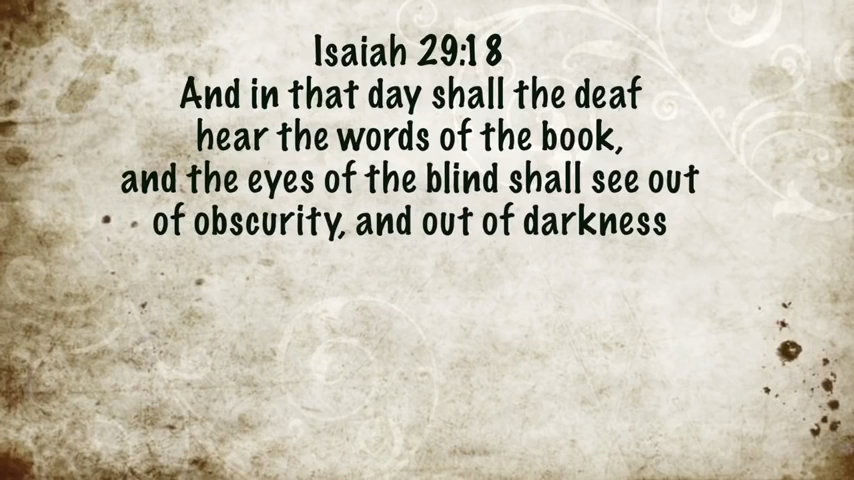 Isaiah 29:18
And in that day shall the deaf
hear the words of the book,
and the eyes of the blind shall see out
of obscurity, and out of darkness